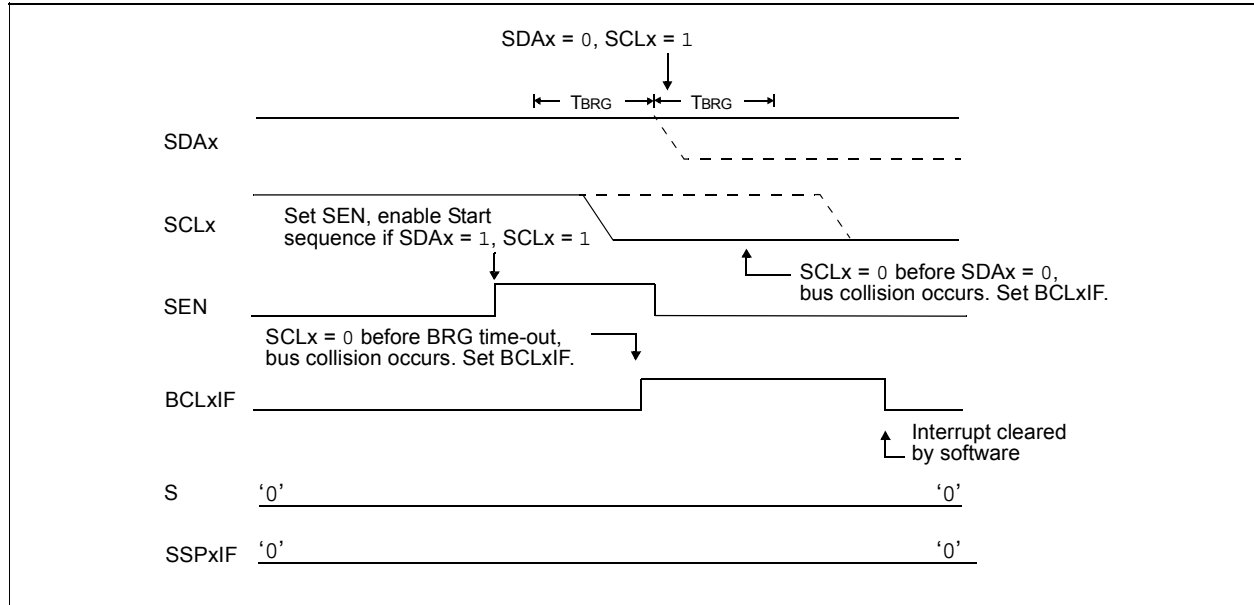 SDAx = 0, SCLx = 1
TBRG TBRG
SDAx
SCLx
Set SEN, enable Start
sequence if SDAx = 1, SCLx = 1
SCLx = 0 before SDAx = 0,
bus collision occurs. Set BCLxIF.
SEN
SCLx = 0 before BRG time-out,
bus collision occurs. Set BCLxIF.
BCLxIF
Interrupt cleared
by software
S ‘0’ ‘0’
SSPxIF ‘0’ ‘0’